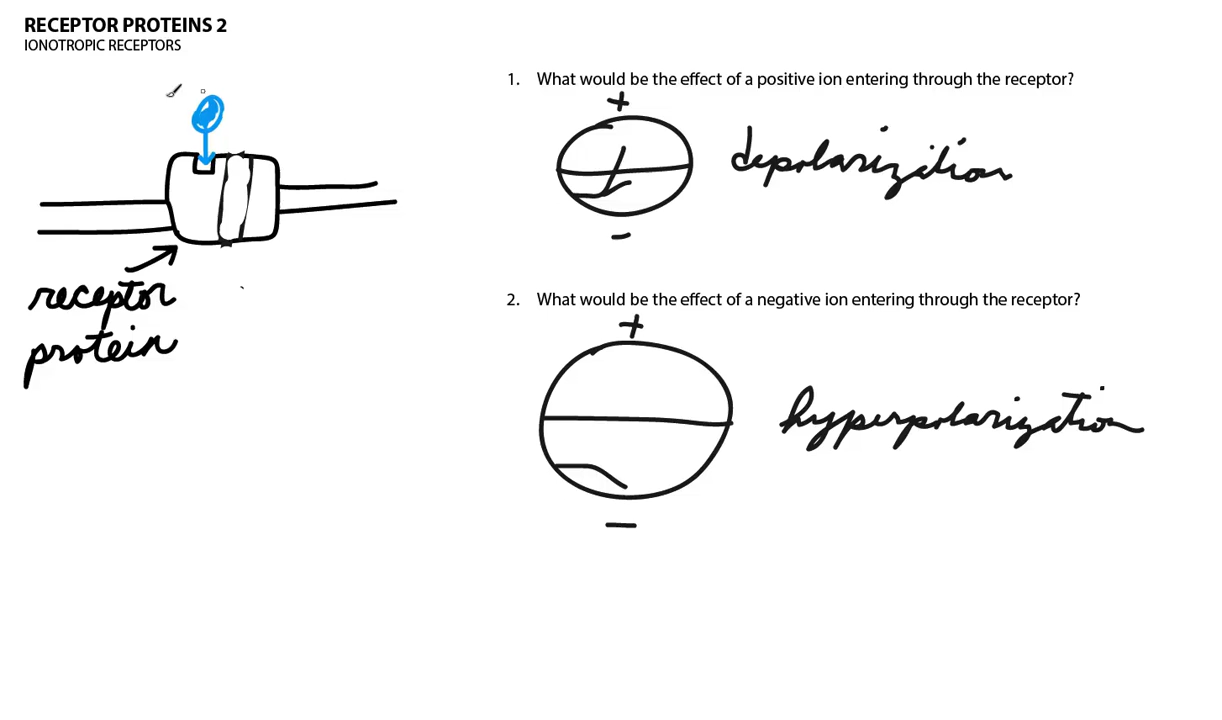 RECEPTOR PROTEINS 2
IONOTROPIC RECEPTORS
receptor
protein
1. What would be the effect of a positive ion entering through the receptor?
+
depolarizition
−
2. What would be the effect of a negative ion entering through the receptor?
+
hyperpolarization
−